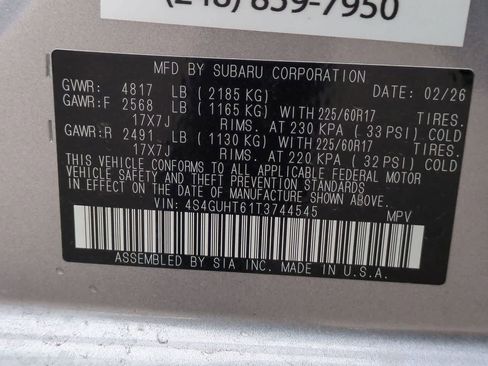 (248) 859-7950
MFD BY SUBARU CORPORATION DATE: 02/26
GVWR: 4817 LB (2185 KG)
GAWR:F 2568 LB (1165 KG) WITH 225/60R17 TIRES.
17X7J RIMS. AT 230 KPA (33 PSI) COLD
GAWR:R 2491 LB (1130 KG) WITH 225/60R17 TIRES.
17X7J RIMS. AT 220 KPA (32 PSI) COLD
THIS VEHICLE CONFORMS TO ALL APPLICABLE FEDERAL MOTOR
VEHICLE SAFETY AND THEFT PREVENTION STANDARDS
IN EFFECT ON THE DATE OF MANUFACTURE SHOWN ABOVE.
VIN: 4S4GUHT61T3744545 MPV
ASSEMBLED BY SIA INC. MADE IN U.S.A.